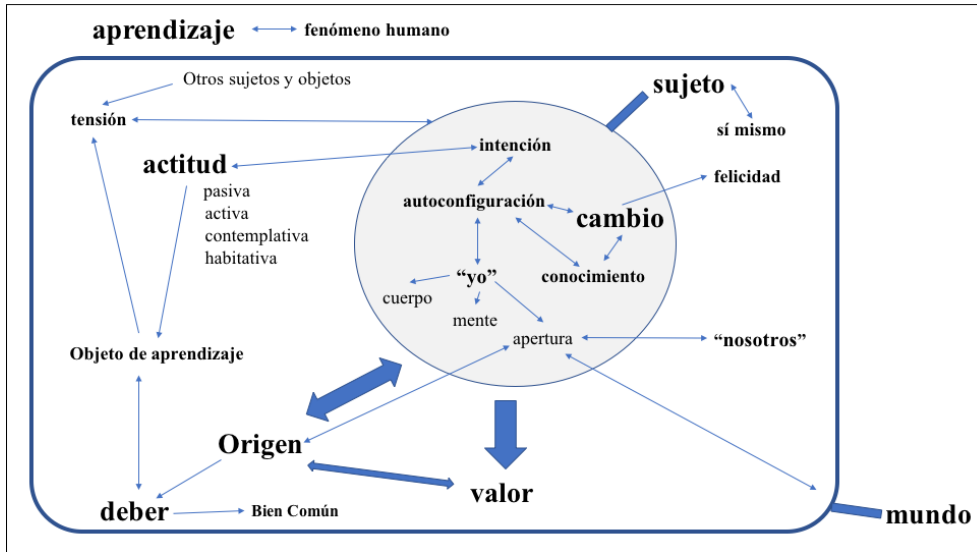 aprendizaje
fenómeno humano
Otros sujetos y objetos
sujeto
tensión
sí mismo
intención
actitud
felicidad
pasiva
autoconfiguración
activa
cambio
contemplativa
habitativa
“yo”
conocimiento
cuerpo
mente
apertura
“nosotros”
Objeto de aprendizaje
Origen
valor
deber
Bien Común
mundo